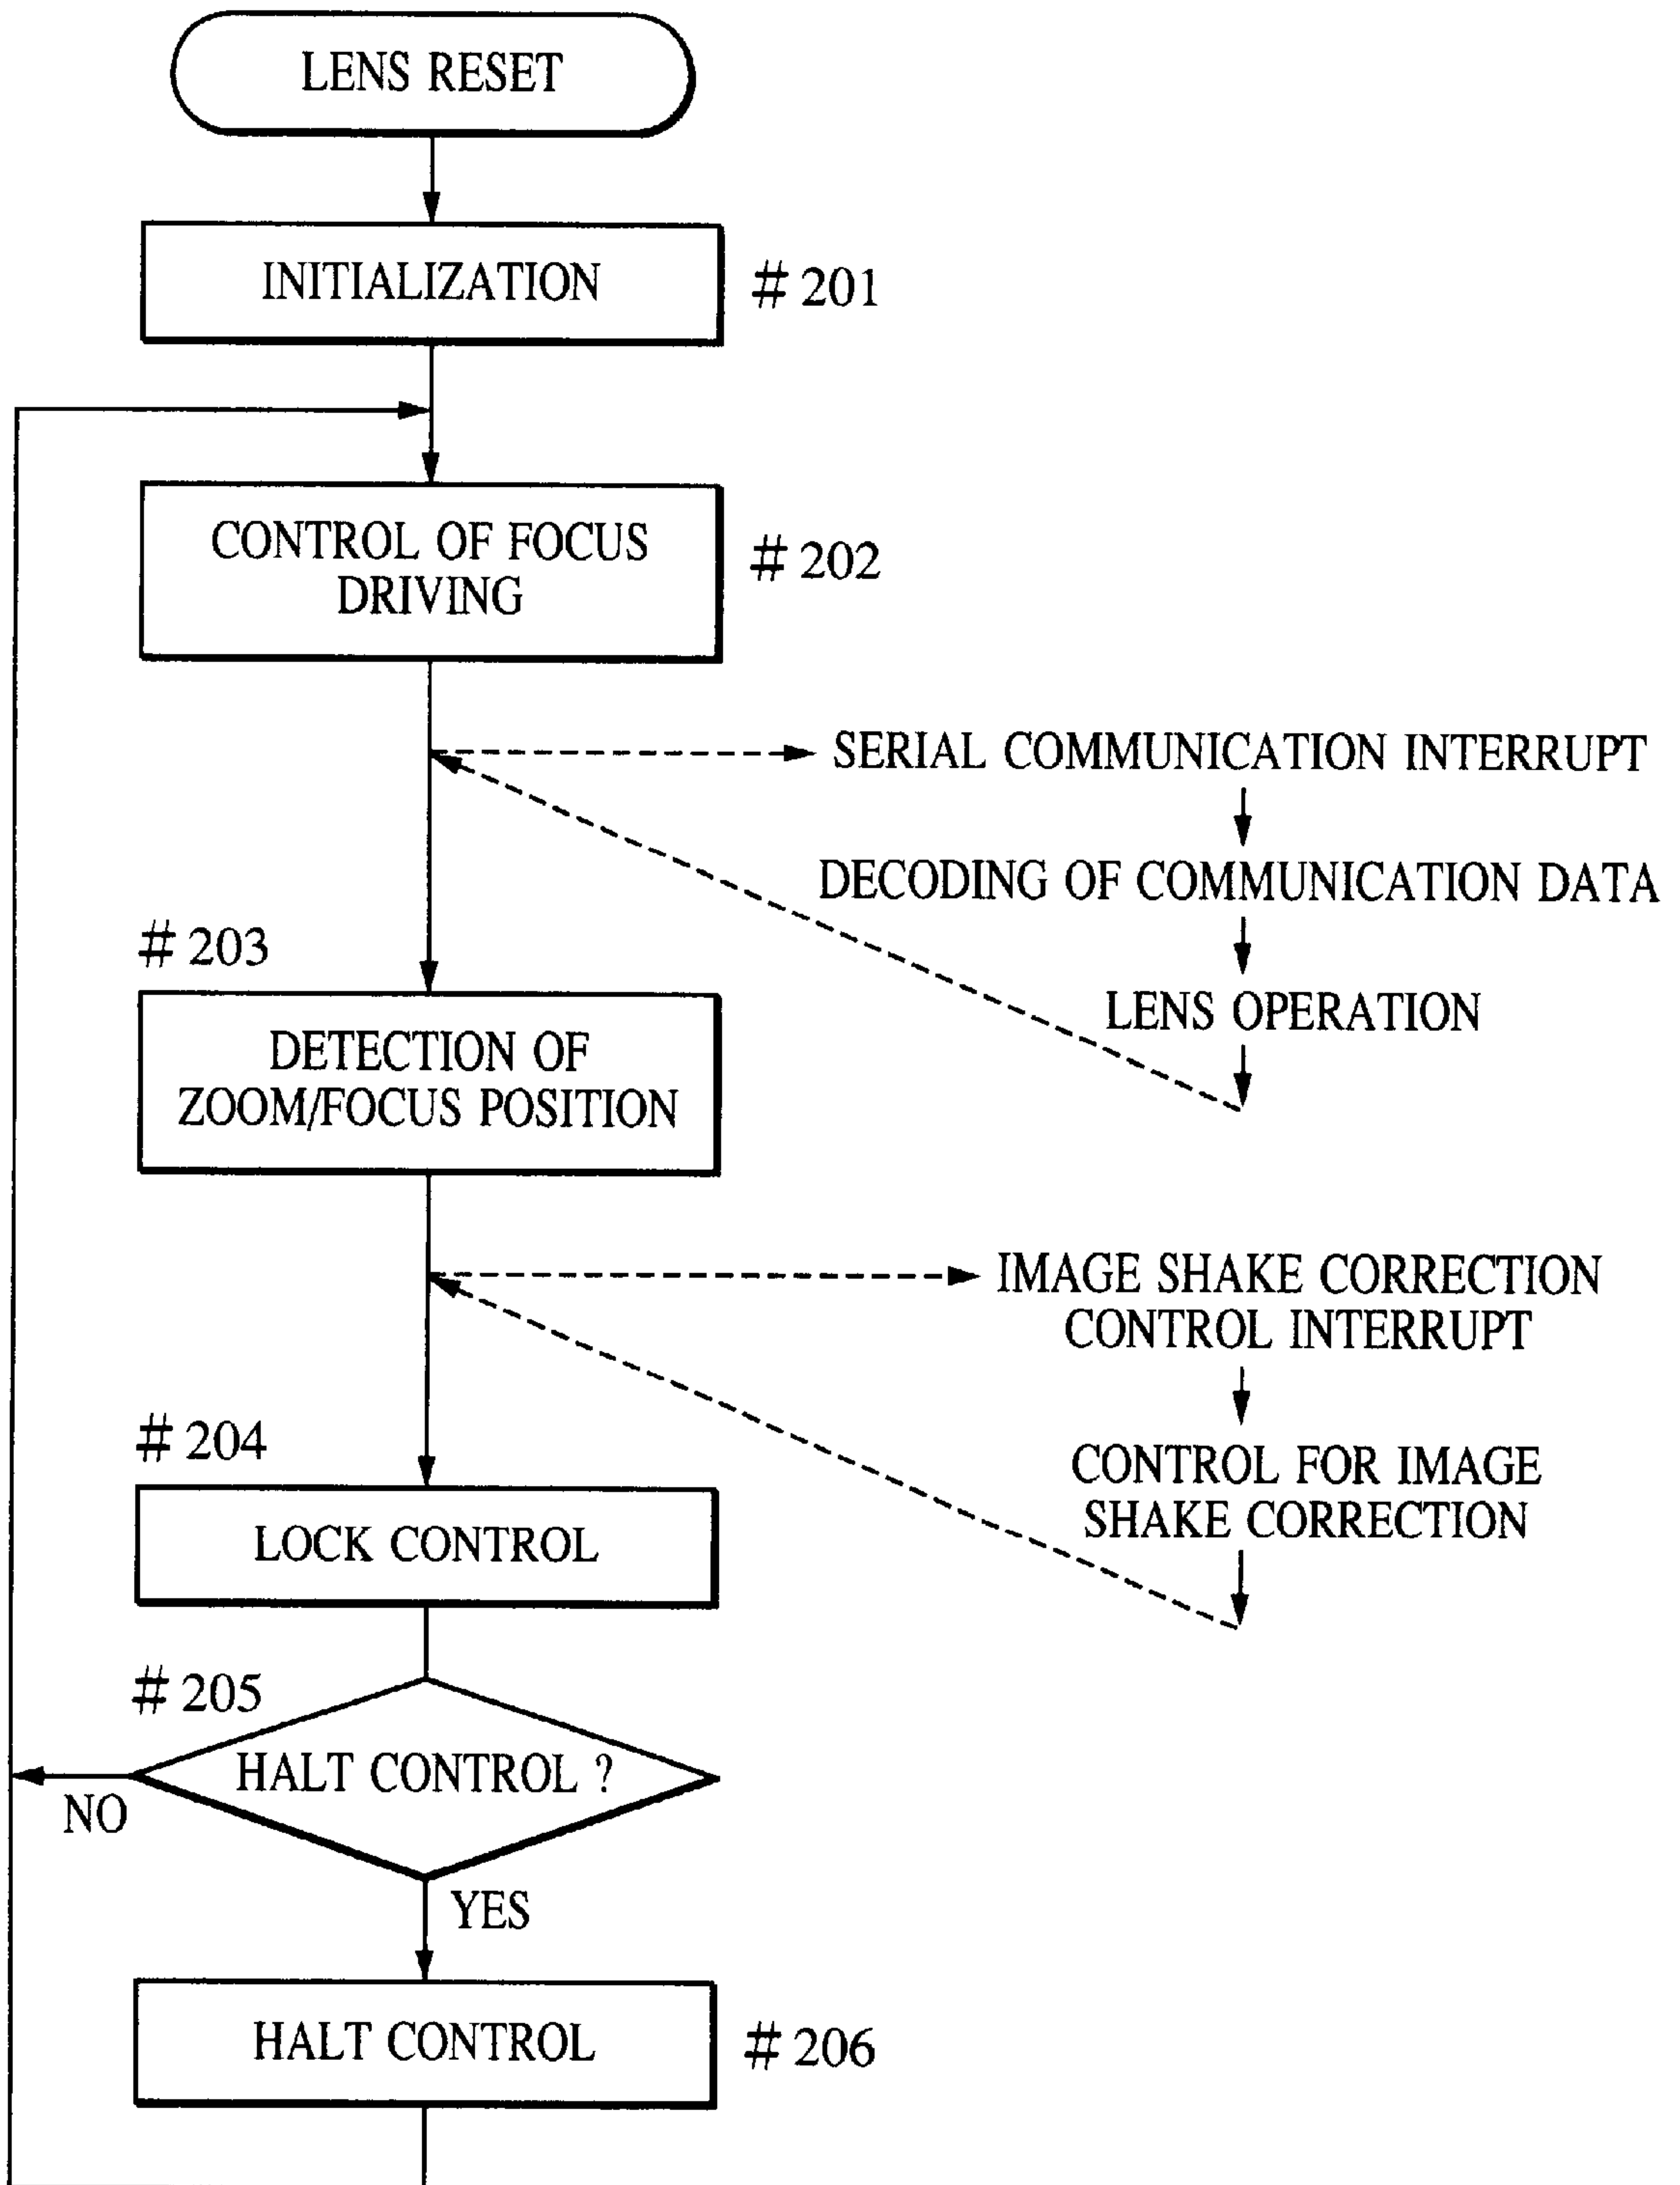 LENS RESET
INITIALIZATION
# 201
CONTROL OF FOCUS
DRIVING
# 202
SERIAL COMMUNICATION INTERRUPT
DECODING OF COMMUNICATION DATA
LENS OPERATION
# 203
DETECTION OF
ZOOM/FOCUS POSITION
IMAGE SHAKE CORRECTION
CONTROL INTERRUPT
CONTROL FOR IMAGE
SHAKE CORRECTION
# 204
LOCK CONTROL
# 205
HALT CONTROL ?
NO
YES
HALT CONTROL
# 206